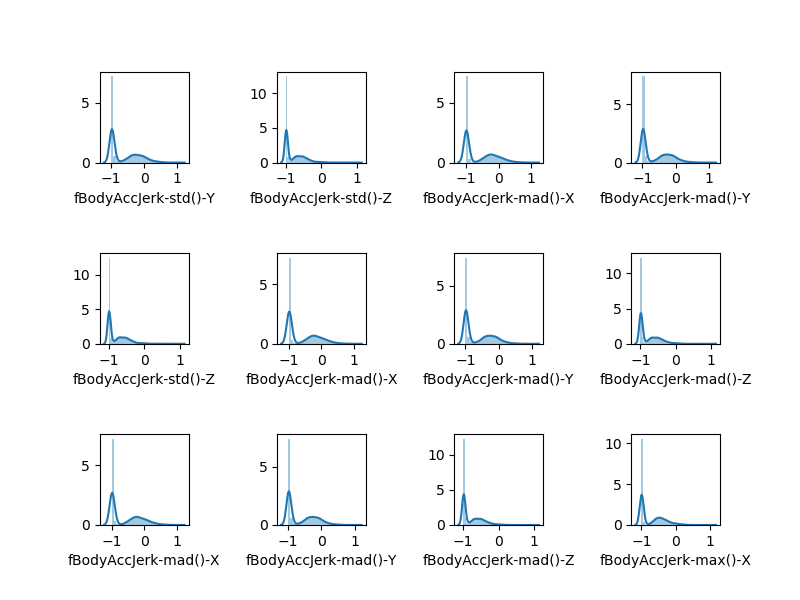 5
0
−1 0 1
fBodyAccJerk-std()-Y
10
5
0
−1 0 1
fBodyAccJerk-std()-Z
5
0
−1 0 1
fBodyAccJerk-mad()-X
5
0
−1 0 1
fBodyAccJerk-mad()-Y
10
5
0
−1 0 1
fBodyAccJerk-std()-Z
5
0
−1 0 1
fBodyAccJerk-mad()-X
5
0
−1 0 1
fBodyAccJerk-mad()-Y
10
5
0
−1 0 1
fBodyAccJerk-mad()-Z
5
0
−1 0 1
fBodyAccJerk-mad()-X
5
0
−1 0 1
fBodyAccJerk-mad()-Y
10
5
0
−1 0 1
fBodyAccJerk-mad()-Z
10
5
0
−1 0 1
fBodyAccJerk-max()-X